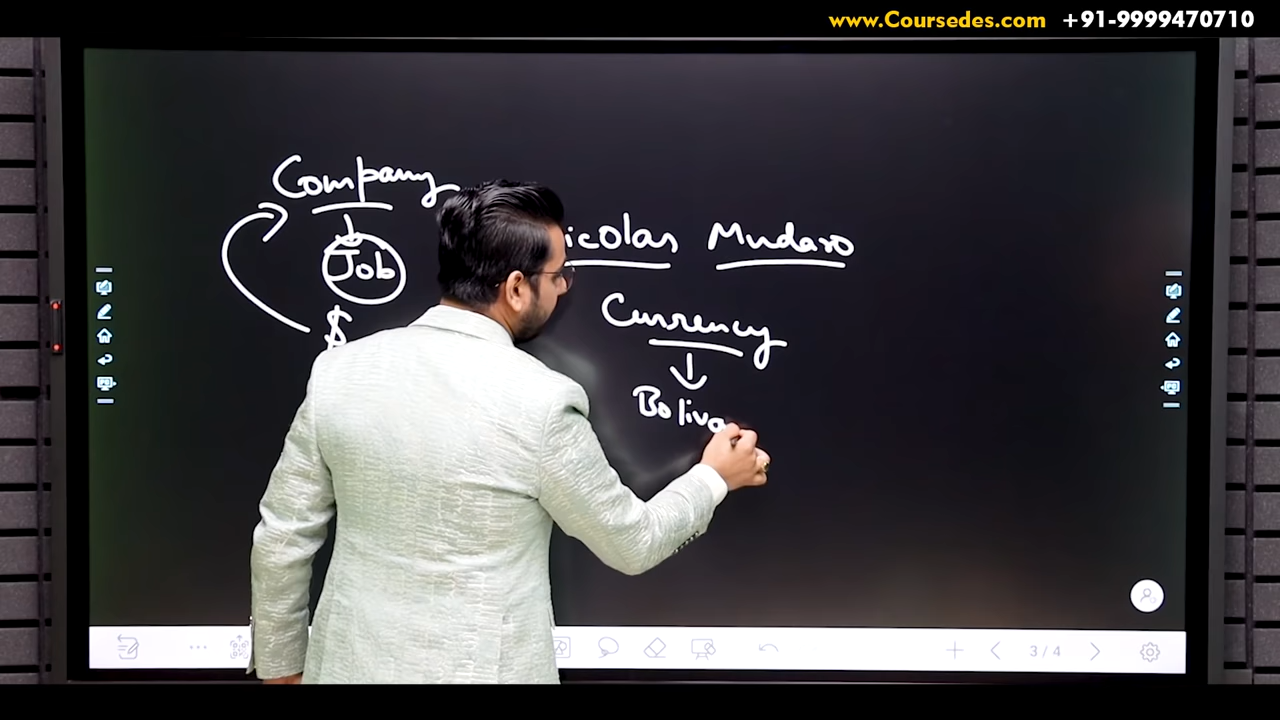 www.Coursedes.com +91-9999470710
Company
Job
$
icolas Mudaro
Currency
Boliva
3 / 4